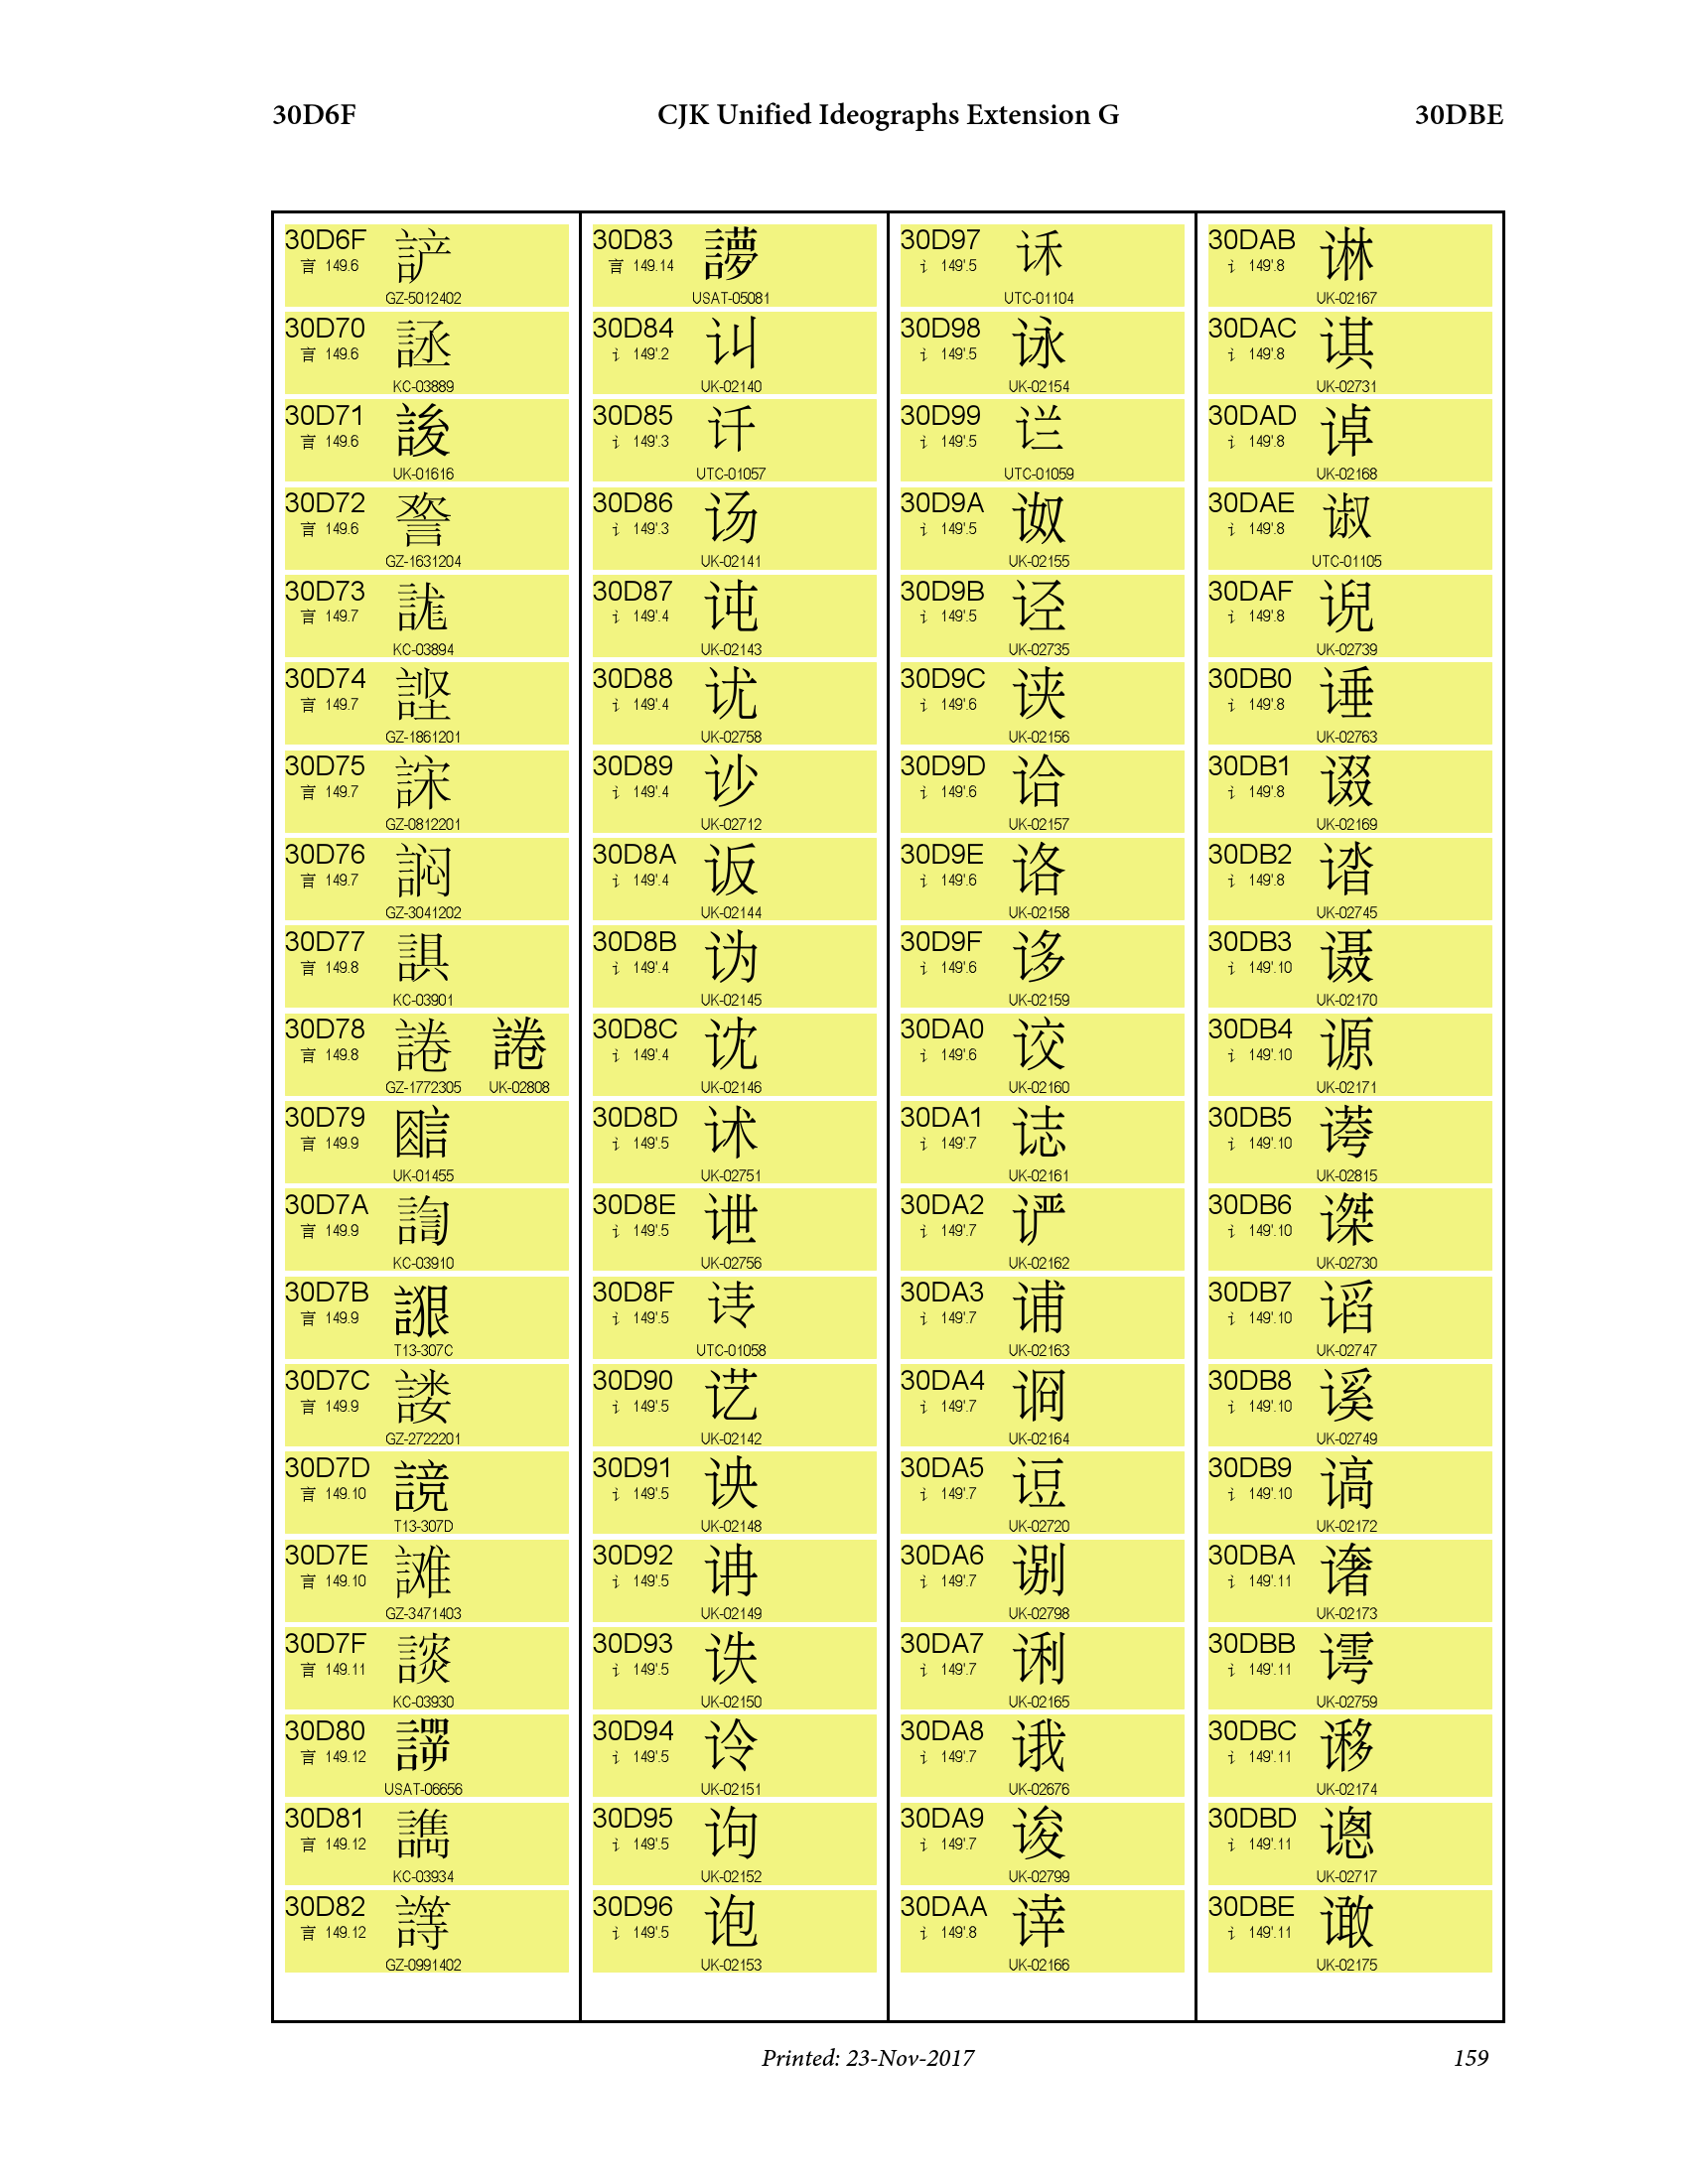 30D6F CJK Unified Ideographs Extension G 30DBE
30D6F
言 149.6
GZ-5012402
30D70
言 149.6
KC-03889
30D71
言 149.6
UK-01616
30D72
言 149.6
GZ-1631204
30D73
言 149.7
KC-03894
30D74
言 149.7
GZ-1861201
30D75
言 149.7
GZ-0812201
30D76
言 149.7
GZ-3041202
30D77
言 149.8
KC-03901
30D78
言 149.8
GZ-1772305 UK-02808
30D79
言 149.9
UK-01455
30D7A
言 149.9
KC-03910
30D7B
言 149.9
T13-307C
30D7C
言 149.9
GZ-2722201
30D7D
言 149.10
T13-307D
30D7E
言 149.10
GZ-3471403
30D7F
言 149.11
KC-03930
30D80
言 149.12
USAT-06656
30D81
言 149.12
KC-03934
30D82
言 149.12
GZ-0991402
30D83
言 149.14
USAT-05081
30D84
讠 149'.2
UK-02140
30D85
讠 149'.3
UTC-01057
30D86
讠 149'.3
UK-02141
30D87
讠 149'.4
UK-02143
30D88
讠 149'.4
UK-02758
30D89
讠 149'.4
UK-02712
30D8A
讠 149'.4
UK-02144
30D8B
讠 149'.4
UK-02145
30D8C
讠 149'.4
UK-02146
30D8D
讠 149'.5
UK-02751
30D8E
讠 149'.5
UK-02756
30D8F
讠 149'.5
UTC-01058
30D90
讠 149'.5
UK-02142
30D91
讠 149'.5
UK-02148
30D92
讠 149'.5
UK-02149
30D93
讠 149'.5
UK-02150
30D94
讠 149'.5
UK-02151
30D95
讠 149'.5
UK-02152
30D96
讠 149'.5
UK-02153
30D97
讠 149'.5
UTC-01104
30D98
讠 149'.5
UK-02154
30D99
讠 149'.5
UTC-01059
30D9A
讠 149'.5
UK-02155
30D9B
讠 149'.5
UK-02735
30D9C
讠 149'.6
UK-02156
30D9D
讠 149'.6
UK-02157
30D9E
讠 149'.6
UK-02158
30D9F
讠 149'.6
UK-02159
30DA0
讠 149'.6
UK-02160
30DA1
讠 149'.7
UK-02161
30DA2
讠 149'.7
UK-02162
30DA3
讠 149'.7
UK-02163
30DA4
讠 149'.7
UK-02164
30DA5
讠 149'.7
UK-02720
30DA6
讠 149'.7
UK-02798
30DA7
讠 149'.7
UK-02165
30DA8
讠 149'.7
UK-02676
30DA9
讠 149'.7
UK-02799
30DAA
讠 149'.8
UK-02166
30DAB
讠 149'.8
UK-02167
30DAC
讠 149'.8
UK-02731
30DAD
讠 149'.8
UK-02168
30DAE
讠 149'.8
UTC-01105
30DAF
讠 149'.8
UK-02739
30DB0
讠 149'.8
UK-02763
30DB1
讠 149'.8
UK-02169
30DB2
讠 149'.8
UK-02745
30DB3
讠 149'.10
UK-02170
30DB4
讠 149'.10
UK-02171
30DB5
讠 149'.10
UK-02815
30DB6
讠 149'.10
UK-02730
30DB7
讠 149'.10
UK-02747
30DB8
讠 149'.10
UK-02749
30DB9
讠 149'.10
UK-02172
30DBA
讠 149'.11
UK-02173
30DBB
讠 149'.11
UK-02759
30DBC
讠 149'.11
UK-02174
30DBD
讠 149'.11
UK-02717
30DBE
讠 149'.11
UK-02175
Printed: 23-Nov-2017 159